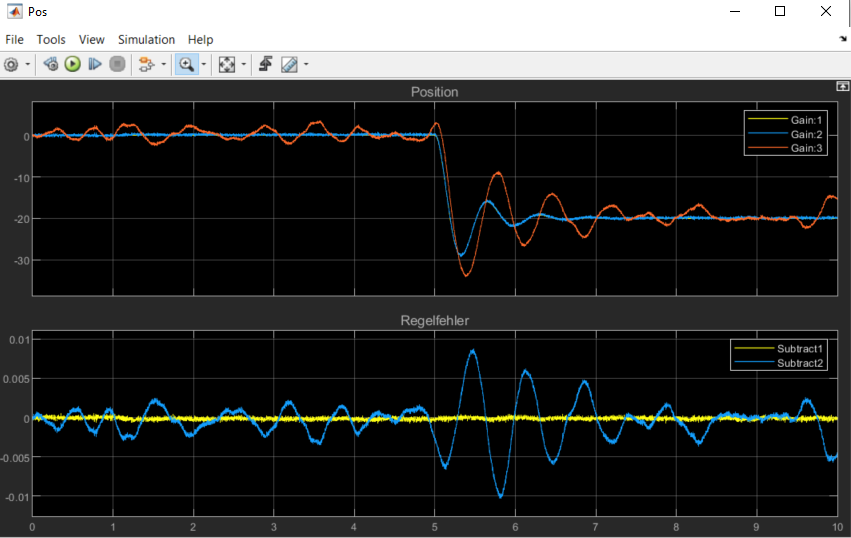 Pos
File Tools View Simulation Help
Position
Gain:1
Gain:2
Gain:3
0
-10
-20
-30
Regelfehler
Subtract1
Subtract2
0.01
0.005
0
-0.005
-0.01
0 1 2 3 4 5 6 7 8 9 10